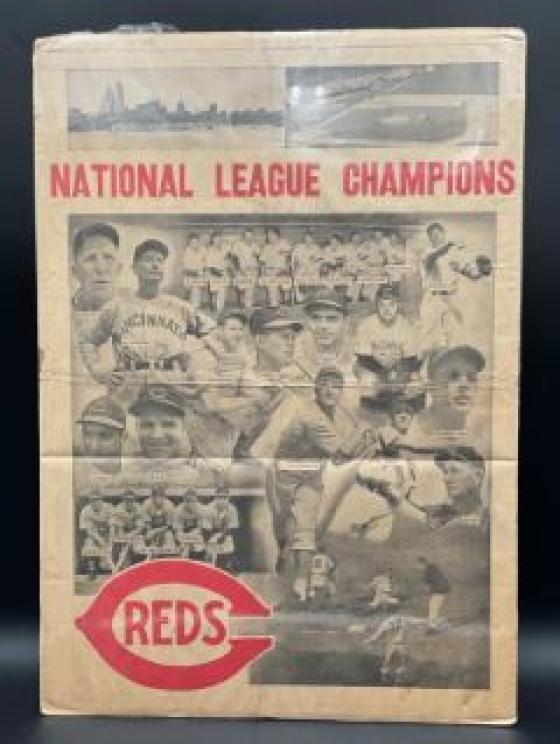 NATIONAL LEAGUE CHAMPIONS
CINCINNATI
REDS